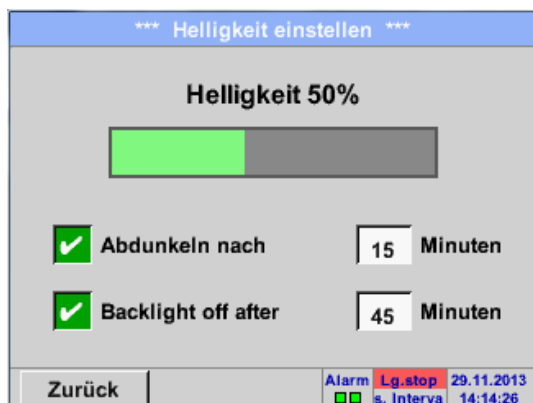 *** Helligkeit einstellen ***
Helligkeit 50%
Abdunkeln nach 15 Minuten
Backlight off after 45 Minuten
Zurück
Alarm Lg.stop 29.11.2013
s. Interva 14:14:26